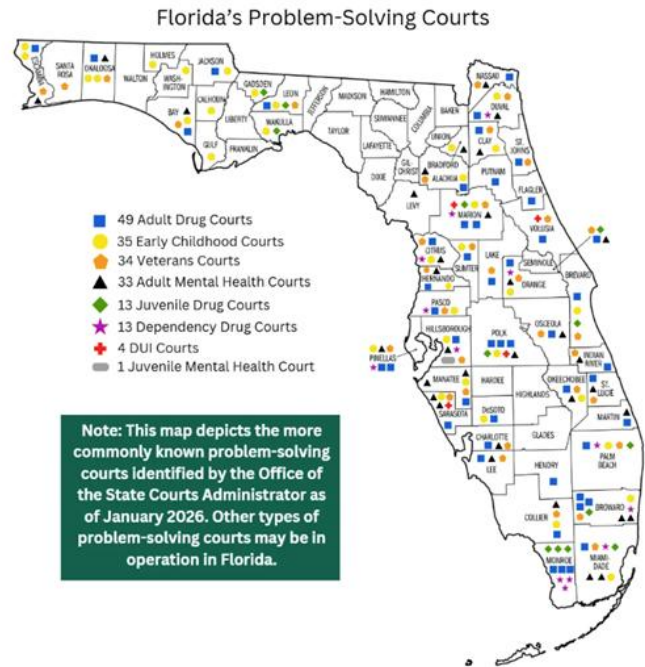 Florida's Problem-Solving Courts
ESCAMBIA
SANTA
ROSA
OKALOOSA
WALTON
HOLMES
WASH-
INGTON
JACKSON
BAY
CALHOUN
GULF
GADSDEN
LIBERTY
FRANKLIN
LEON
WAKULLA
JEFFERSON
MADISON
TAYLOR
HAMILTON
SUWANNEE
LAFAYETTE
DIXIE
COLUMBIA
GIL-
CHRIST
BAKER
UNION
BRADFORD
ALACHUA
LEVY
NASSAU
DUVAL
CLAY
ST.
JOHNS
PUTNAM
FLAGLER
MARION
VOLUSIA
CITRUS
SUMTER
LAKE
SEMINOLE
ORANGE
BREVARD
HERNANDO
PASCO
HILLSBOROUGH
PINELLAS
POLK
OSCEOLA
INDIAN
RIVER
MANATEE
HARDEE
HIGHLANDS
OKEECHOBEE
ST.
LUCIE
SARASOTA
DESOTO
MARTIN
CHARLOTTE
GLADES
LEE
HENDRY
PALM
BEACH
COLLIER
BROWARD
MONROE
MIAMI-
DADE
49 Adult Drug Courts
35 Early Childhood Courts
34 Veterans Courts
33 Adult Mental Health Courts
13 Juvenile Drug Courts
13 Dependency Drug Courts
4 DUI Courts
1 Juvenile Mental Health Court
Note: This map depicts the more
commonly known problem-solving
courts identified by the Office of
the State Courts Administrator as
of January 2026. Other types of
problem-solving courts may be in
operation in Florida.